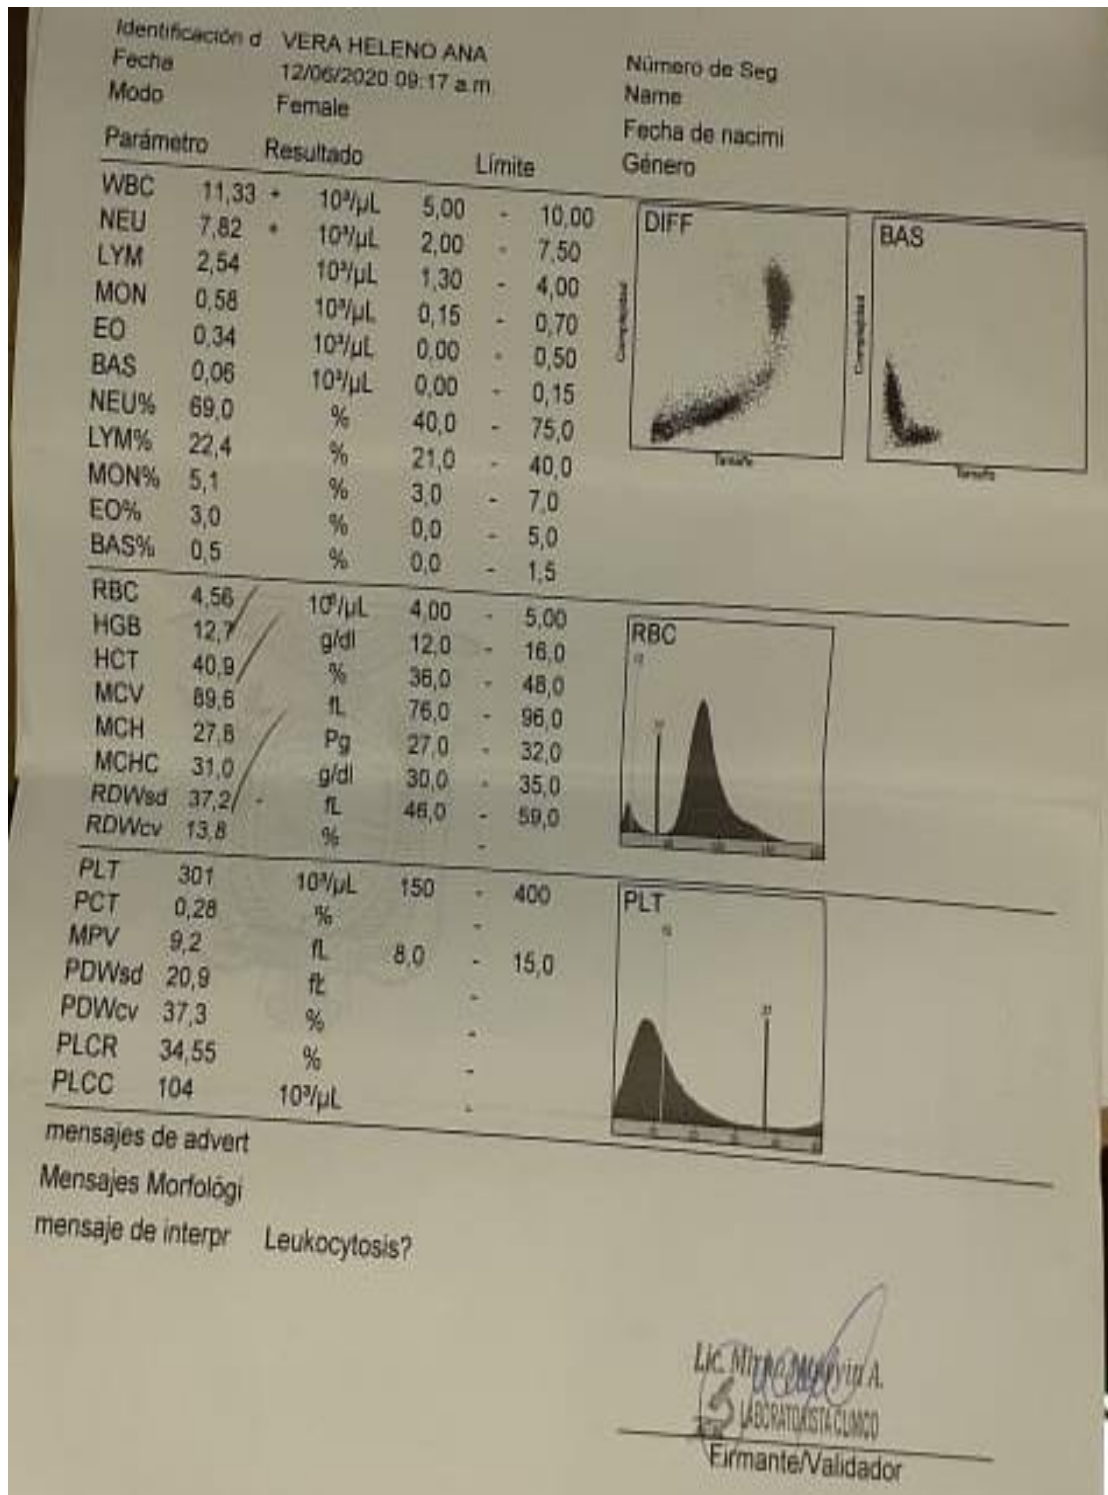 Identificación d VERA HELENO ANA
Fecha 12/06/2020 09:17 a.m
Modo Female
Número de Seg
Name
Fecha de nacimi
Género
Parámetro Resultado Límite
WBC 11,33 + 10³/µL 5,00 - 10,00
NEU 7,82 + 10³/µL 2,00 - 7,50
LYM 2,54 10³/µL 1,30 - 4,00
MON 0,58 10³/µL 0,15 - 0,70
EO 0,34 10³/µL 0,00 - 0,50
BAS 0,06 10³/µL 0,00 - 0,15
NEU% 69,0 % 40,0 - 75,0
LYM% 22,4 % 21,0 - 40,0
MON% 5,1 % 3,0 - 7,0
EO% 3,0 % 0,0 - 5,0
BAS% 0,5 % 0,0 - 1,5
DIFF
Complejidad
Tamaño
BAS
Complejidad
Tamaño
RBC 4,56 10⁶/µL 4,00 - 5,00
HGB 12,7 g/dl 12,0 - 16,0
HCT 40,9 % 36,0 - 48,0
MCV 89,6 fL 76,0 - 96,0
MCH 27,8 Pg 27,0 - 32,0
MCHC 31,0 g/dl 30,0 - 35,0
RDWsd 37,2 - fL 46,0 - 59,0
RDWcv 13,8 % -
RBC
PLT 301 10³/µL 150 - 400
PCT 0,28 % -
MPV 9,2 fL 8,0 - 15,0
PDWsd 20,9 fL -
PDWcv 37,3 % -
PLCR 34,55 % -
PLCC 104 10³/µL -
PLT
mensajes de advert
Mensajes Morfológi
mensaje de interpr Leukocytosis?
Lic. A.
LABORATORISTA CLINICO
Firmante/Validador